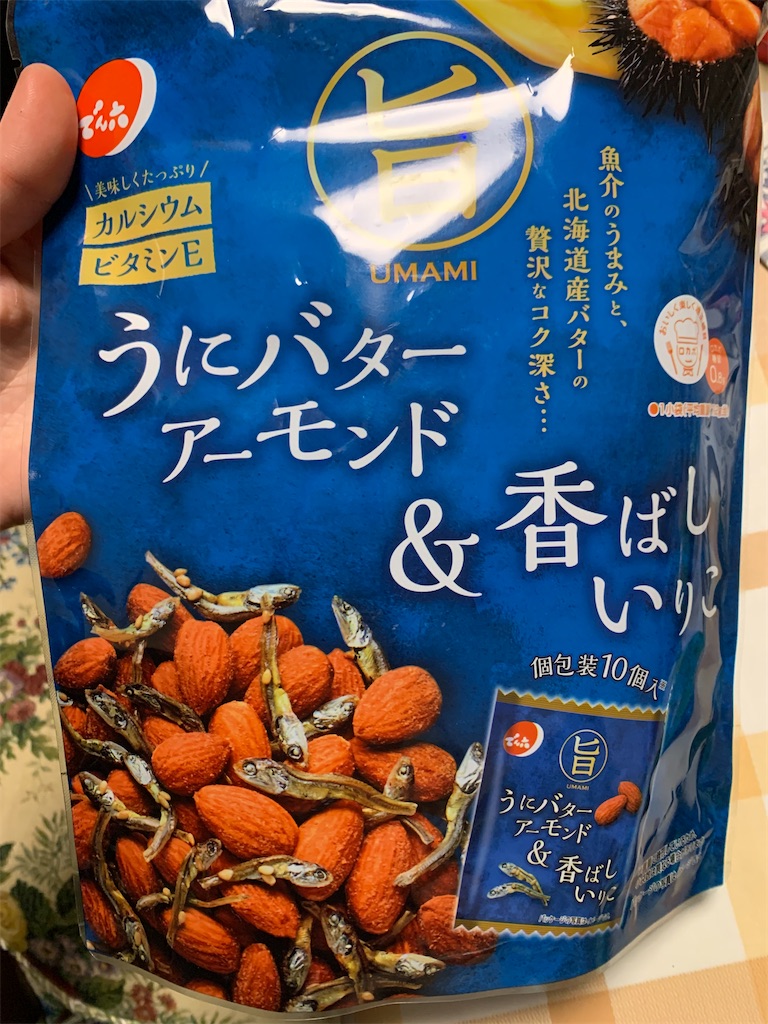 でん六
\美味しくたっぷり/
カルシウム
ビタミンE
旨
UMAMI
魚介のうまみと、
北海道産バターの
贅沢なコク深さ…
うにバター
アーモンド
&
香ばし
いりこ
ロカボ
個包装10個入
でん六
旨
UMAMI
うにバター
アーモンド
&
香ばし
いりこ